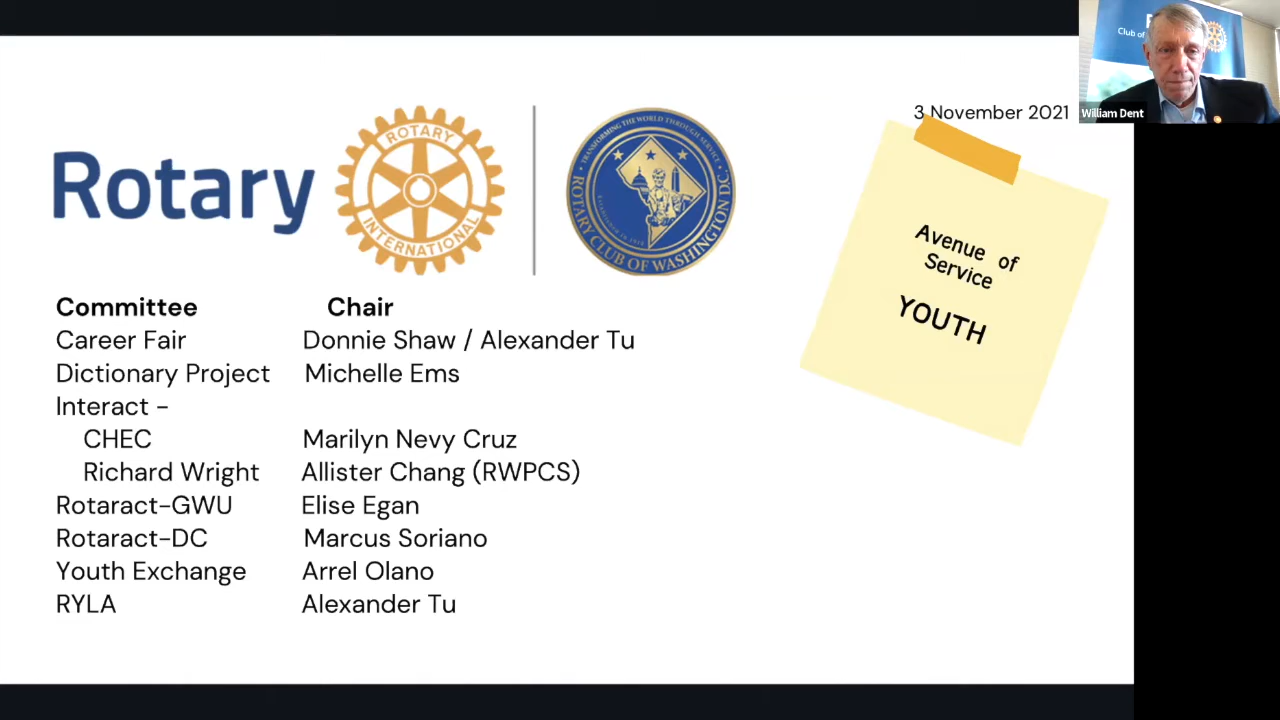 3 November 2021
William Dent
Club of
Rotary
ROTARY
INTERNATIONAL
TRANSFORMING THE WORLD THROUGH SERVICE
ROTARY CLUB OF WASHINGTON D.C.
Avenue of
Service
YOUTH
Committee Chair
Career Fair Donnie Shaw / Alexander Tu
Dictionary Project Michelle Ems
Interact -
CHEC Marilyn Nevy Cruz
Richard Wright Allister Chang (RWPCS)
Rotaract-GWU Elise Egan
Rotaract-DC Marcus Soriano
Youth Exchange Arrel Olano
RYLA Alexander Tu